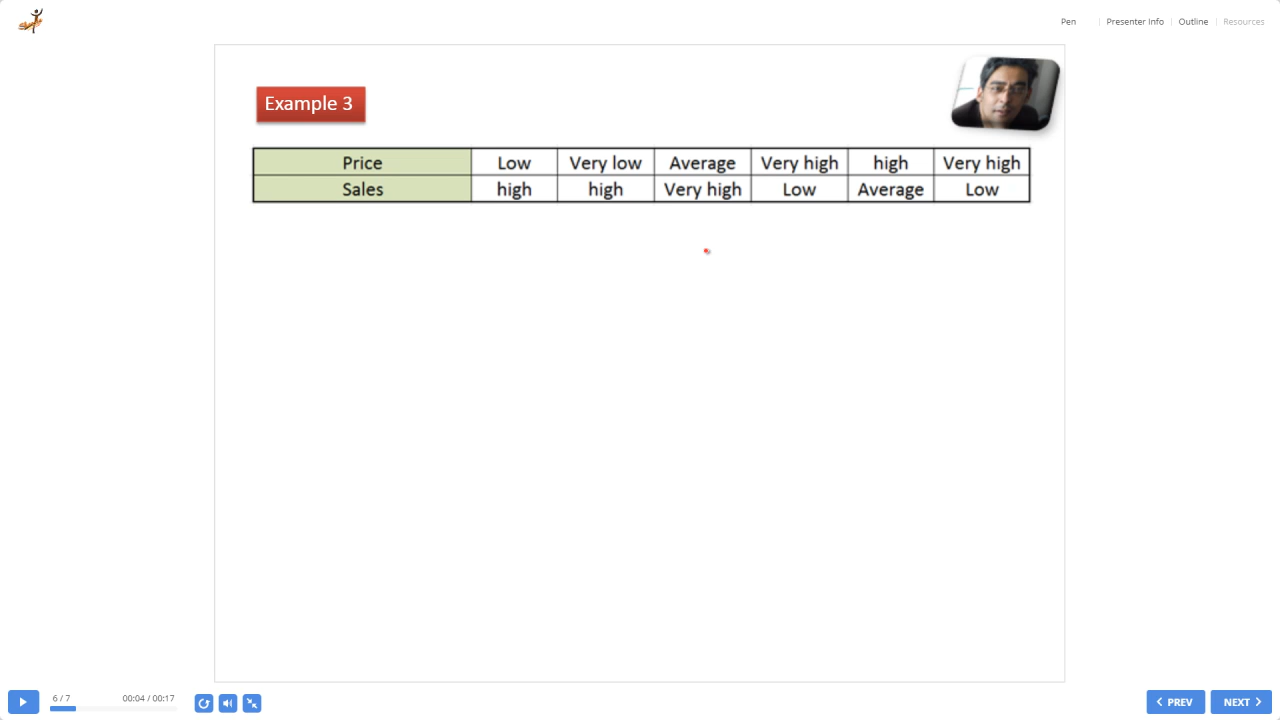 Pen
Presenter Info
Outline
Resources
Example 3
Price Low Very low Average Very high high Very high
Sales high high Very high Low Average Low
6 / 7
00:04 / 00:17
PREV
NEXT